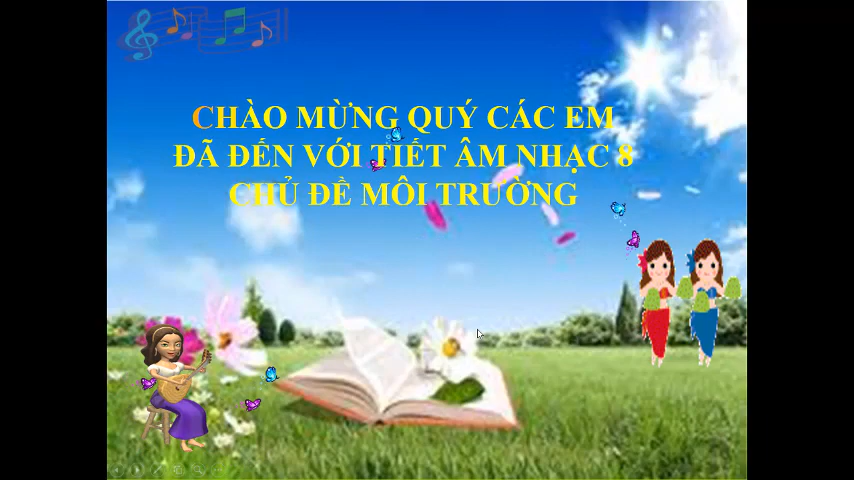 CHÀO MỪNG QUÝ CÁC EM
ĐÃ ĐẾN VỚI TIẾT ÂM NHẠC 8
CHỦ ĐỀ MÔI TRƯỜNG